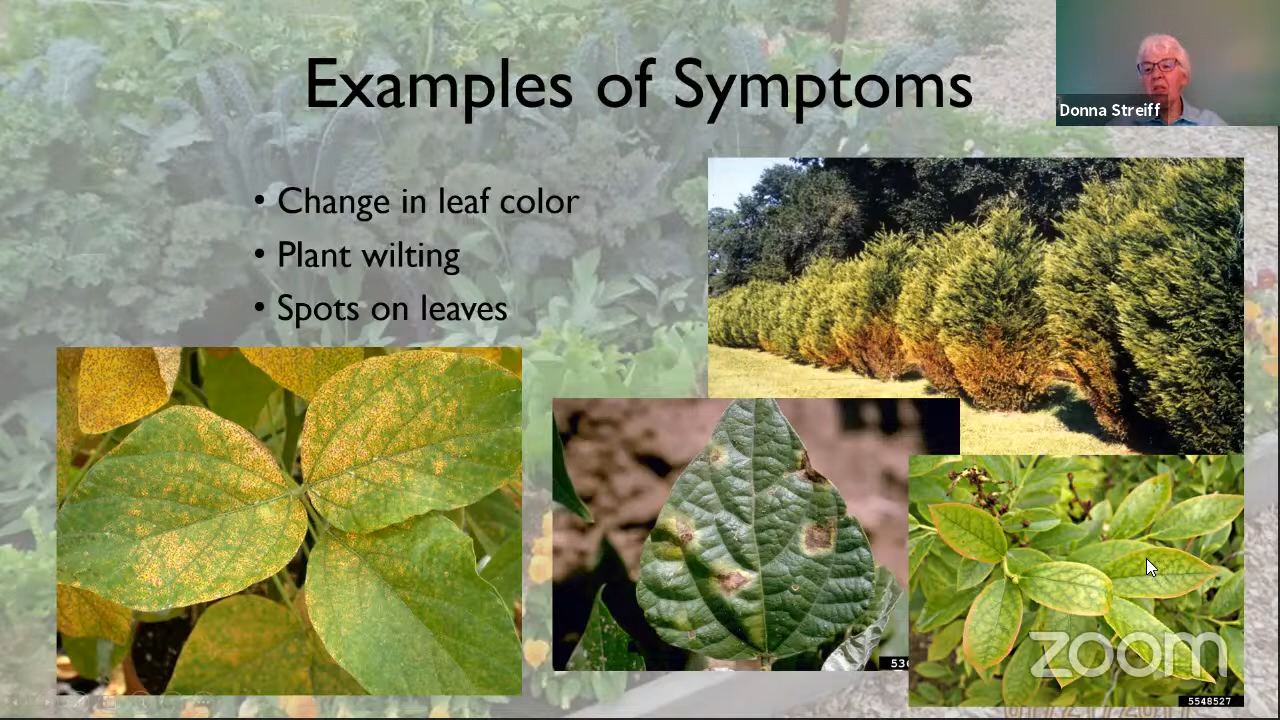 Examples of Symptoms
Donna Streiff
• Change in leaf color
• Plant wilting
• Spots on leaves
zoom
5548527